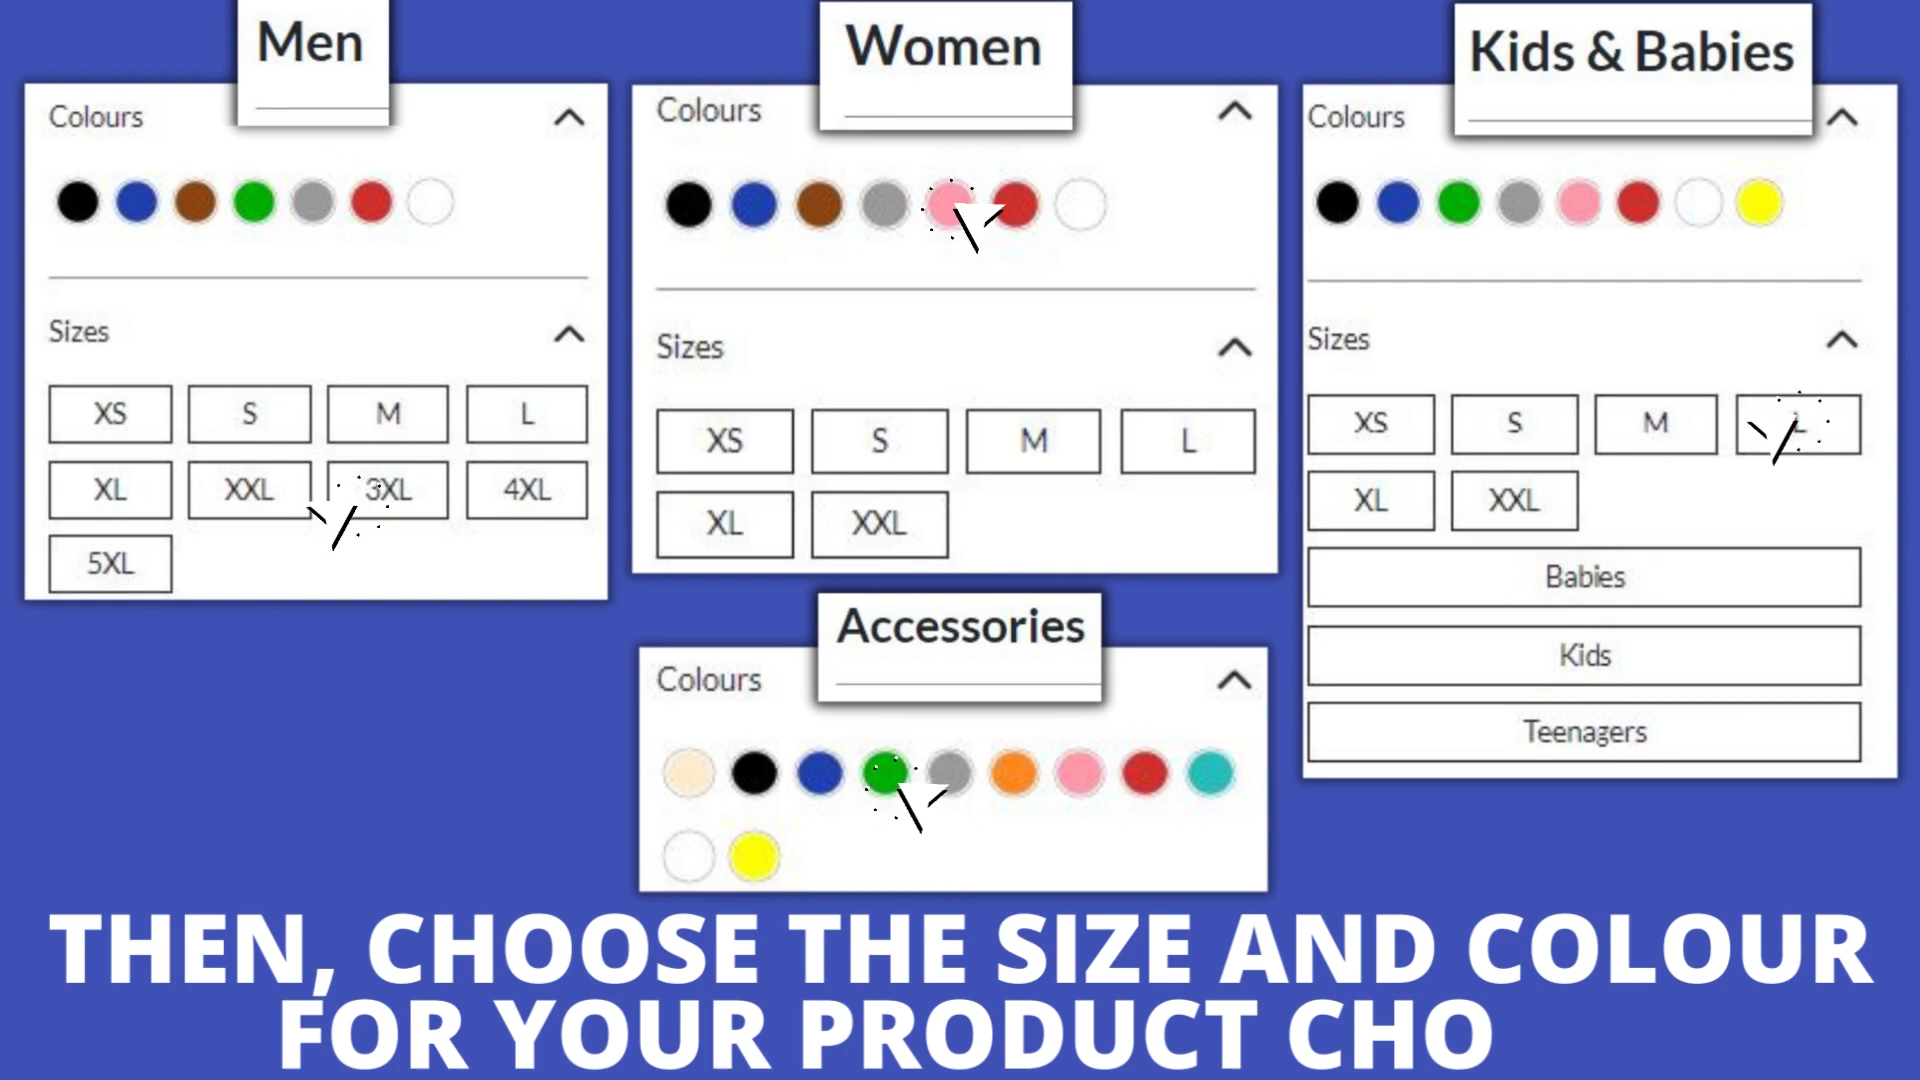 Men
Colours
Sizes
XS S M L
XL XXL 3XL 4XL
5XL
Women
Colours
Sizes
XS S M L
XL XXL
Kids & Babies
Colours
Sizes
XS S M L
XL XXL
Babies
Kids
Teenagers
Accessories
Colours
THEN, CHOOSE THE SIZE AND COLOUR
FOR YOUR PRODUCT CHO